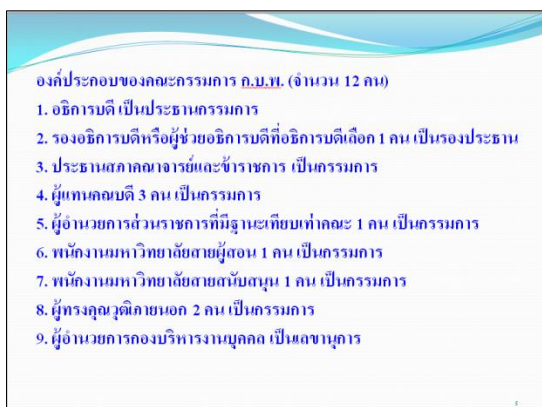 องค์ประกอบของคณะกรรมการ ก.บ.พ. (จำนวน 12 คน)
1. อธิการบดี เป็นประธานกรรมการ
2. รองอธิการบดีหรือผู้ช่วยอธิการบดีที่อธิการบดีเลือก 1 คน เป็นรองประธาน
3. ประธานสภาคณาจารย์และข้าราชการ เป็นกรรมการ
4. ผู้แทนคณบดี 3 คน เป็นกรรมการ
5. ผู้อำนวยการส่วนราชการที่มีฐานะเทียบเท่าคณะ 1 คน เป็นกรรมการ
6. พนักงานมหาวิทยาลัยสายผู้สอน 1 คน เป็นกรรมการ
7. พนักงานมหาวิทยาลัยสายสนับสนุน 1 คน เป็นกรรมการ
8. ผู้ทรงคุณวุฒิภายนอก 2 คน เป็นกรรมการ
9. ผู้อำนวยการกองบริหารงานบุคคล เป็นเลขานุการ